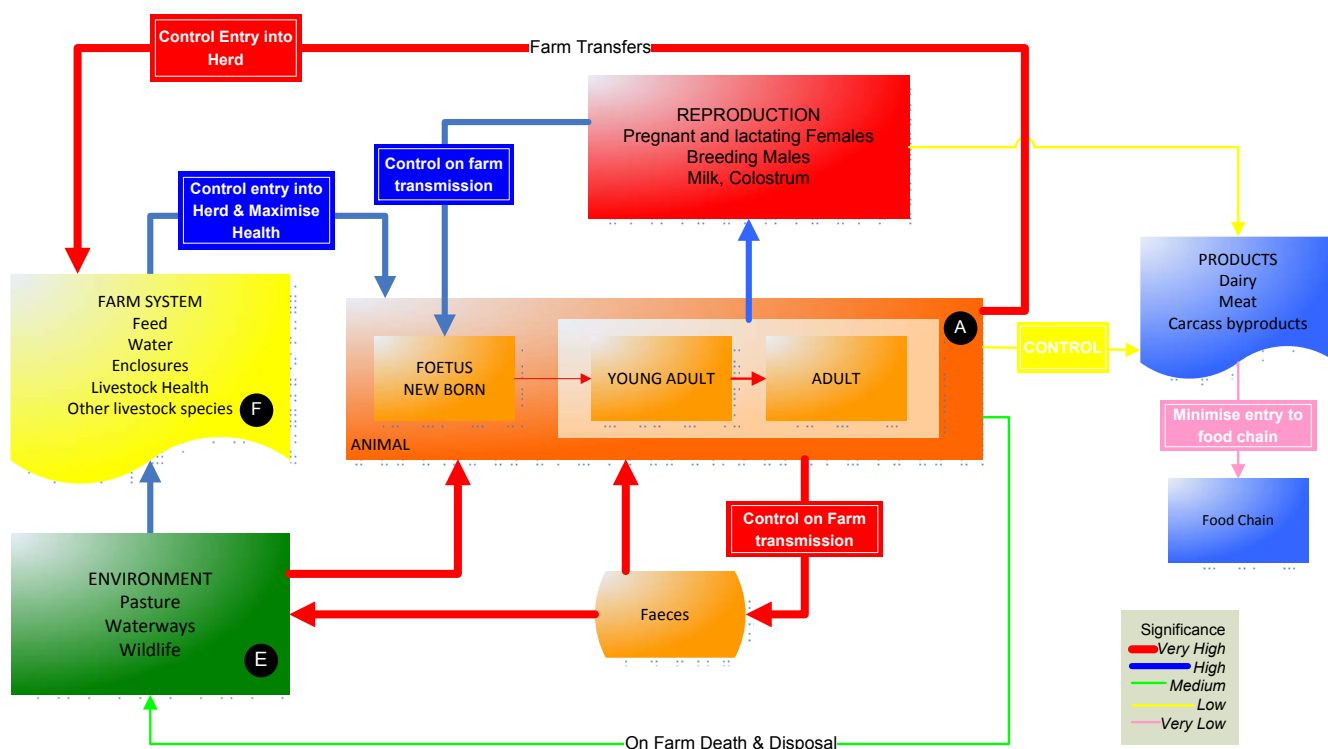 Control Entry into
Herd
Farm Transfers
REPRODUCTION
Pregnant and lactating Females
Breeding Males
Milk, Colostrum
Control on farm
transmission
Control entry into
Herd & Maximise
Health
PRODUCTS
Dairy
Meat
Carcass byproducts
FARM SYSTEM
Feed
Water
Enclosures
Livestock Health
Other livestock species
F
A
CONTROL
FOETUS
NEW BORN
YOUNG ADULT
ADULT
ANIMAL
Minimise entry to
food chain
Control on Farm
transmission
Food Chain
ENVIRONMENT
Pasture
Waterways
Wildlife
E
Faeces
Significance
Very High
High
Medium
Low
Very Low
On Farm Death & Disposal